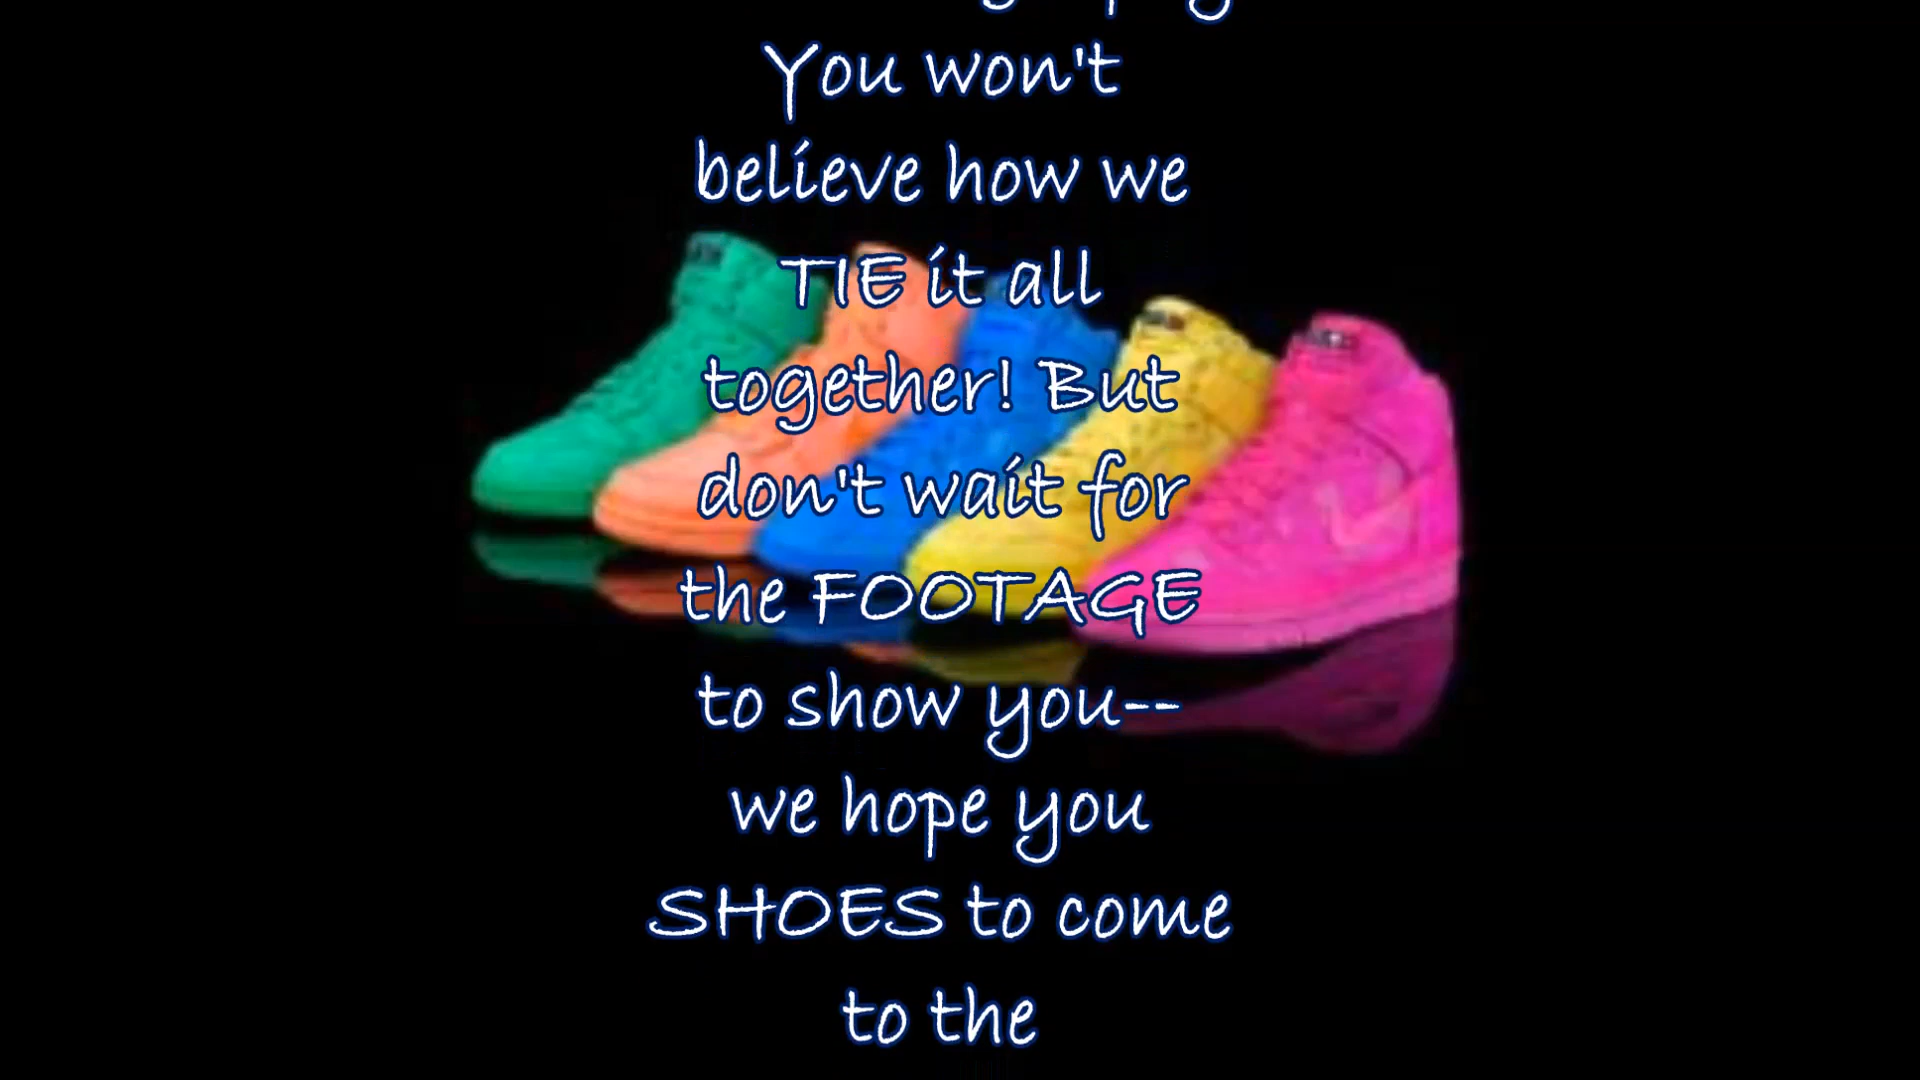 You won't
believe how we
TIE it all
together! But
don't wait for
the FOOTAGE
to show you--
we hope you
SHOES to come
to the